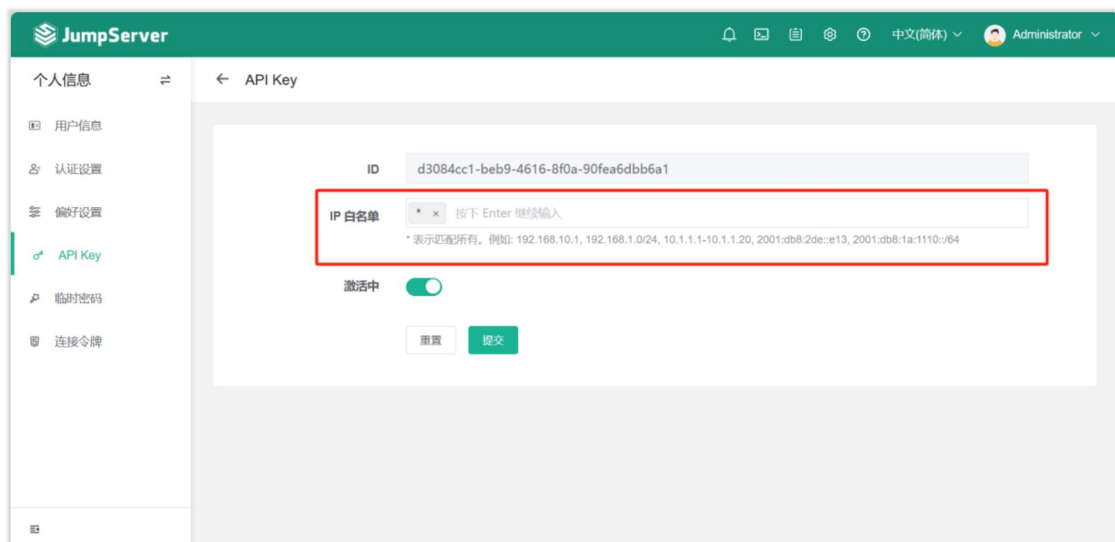 JumpServer
中文(简体)
Administrator
个人信息
API Key
用户信息
认证设置
偏好设置
API Key
临时密码
连接令牌
ID
d3084cc1-beb9-4616-8f0a-90fea6dbb6a1
IP 白名单
* × 按下 Enter 继续输入
* 表示匹配所有。例如: 192.168.10.1, 192.168.1.0/24, 10.1.1.1-10.1.1.20, 2001:db8:2de::e13, 2001:db8:1a:1110::/64
激活中
重置
提交